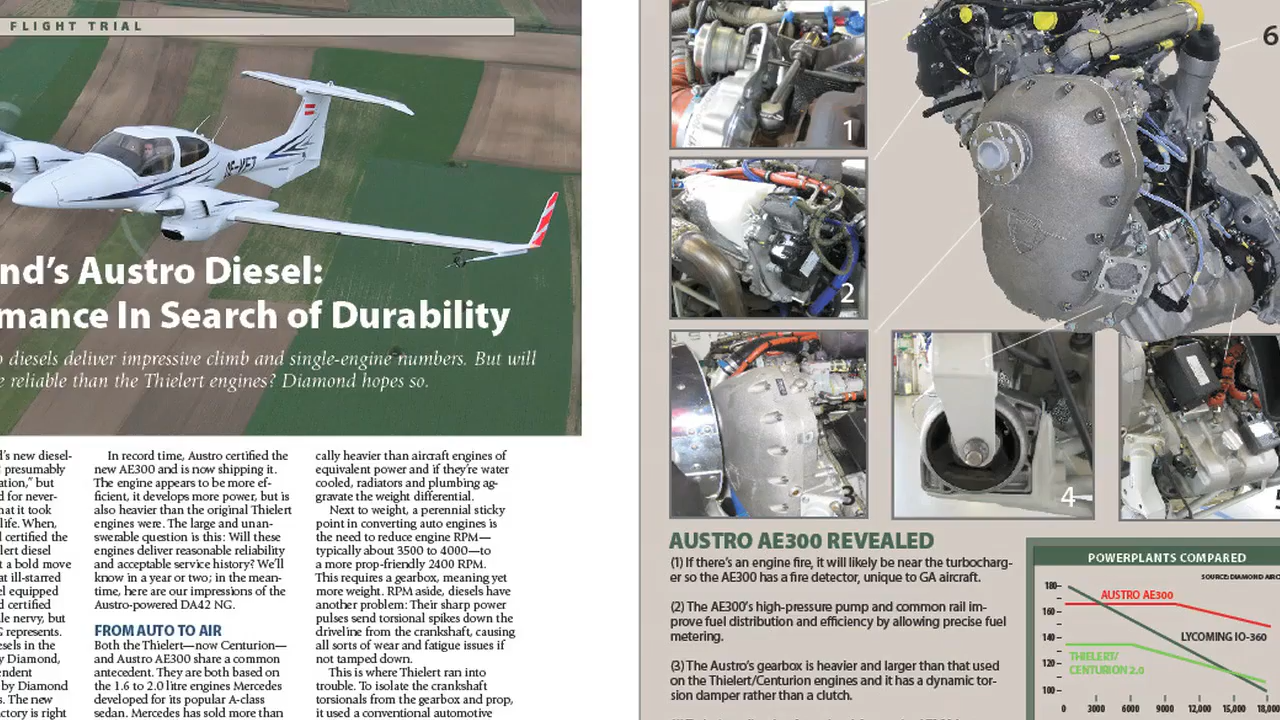 FLIGHT TRIAL
nd's Austro Diesel:
mance In Search of Durability
o diesels deliver impressive climb and single-engine numbers. But will
e reliable than the Thielert engines? Diamond hopes so.
d's new diesel-
presumably
ation," but
d for never-
hat it took
life. When,
l certified the
lert diesel
t a bold move
at ill-starred
el equipped
d certified
le nervy, but
G represents.
esels in the
y Diamond,
ndent
by Diamond
s. The new
ctory is right
In record time, Austro certified the
new AE300 and is now shipping it.
The engine appears to be more ef-
ficient, it develops more power, but is
also heavier than the original Thielert
engines were. The large and unan-
swerable question is this: Will these
engines deliver reasonable reliability
and acceptable service history? We'll
know in a year or two; in the mean-
time, here are our impressions of the
Austro-powered DA42 NG.
FROM AUTO TO AIR
Both the Thielert—now Centurion—
and Austro AE300 share a common
antecedent. They are both based on
the 1.6 to 2.0 litre engines Mercedes
developed for its popular A-class
sedan. Mercedes has sold more than
cally heavier than aircraft engines of
equivalent power and if they're water
cooled, radiators and plumbing ag-
gravate the weight differential.
Next to weight, a perennial sticky
point in converting auto engines is
the need to reduce engine RPM—
typically about 3500 to 4000—to
a more prop-friendly 2400 RPM.
This requires a gearbox, meaning yet
more weight. RPM aside, diesels have
another problem: Their sharp power
pulses send torsional spikes down the
driveline from the crankshaft, causing
all sorts of wear and fatigue issues if
not tamped down.
This is where Thielert ran into
trouble. To isolate the crankshaft
torsionals from the gearbox and prop,
it used a conventional automotive
1
2
3
4
5
6
AUSTRO AE300 REVEALED
(1) If there's an engine fire, it will likely be near the turbocharg-
er so the AE300 has a fire detector, unique to GA aircraft.
(2) The AE300's high-pressure pump and common rail im-
prove fuel distribution and efficiency by allowing precise fuel
metering.
(3) The Austro's gearbox is heavier and larger than that used
on the Thielert/Centurion engines and it has a dynamic tor-
sion damper rather than a clutch.
POWERPLANTS COMPARED
SOURCE: DIAMOND AIRC
180
160
140
120
100
AUSTRO AE300
LYCOMING IO-360
THIELERT/
CENTURION 2.0
0 3000 6000 9000 12,000 15,000 18,000